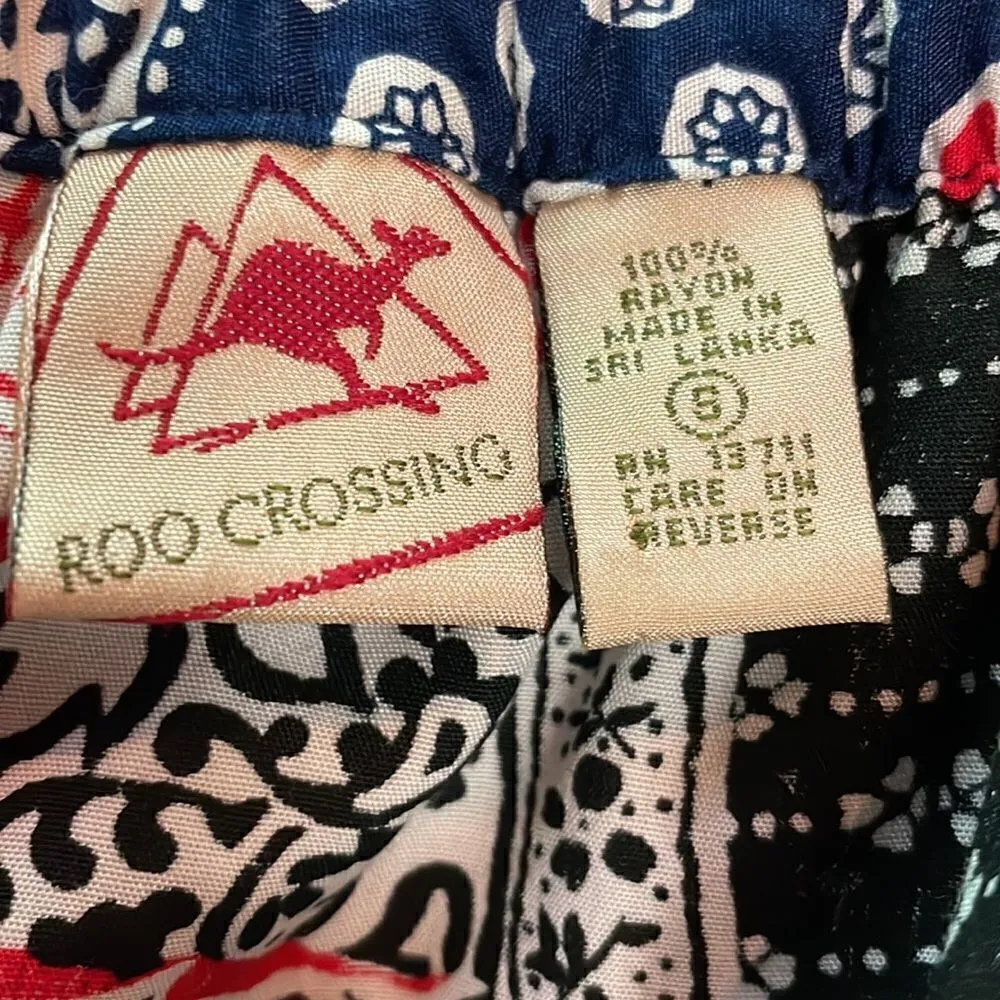 ROO CROSSING
100%
RAYON
MADE IN
SRI LANKA
S
RN 13711
CARE ON
REVERSE